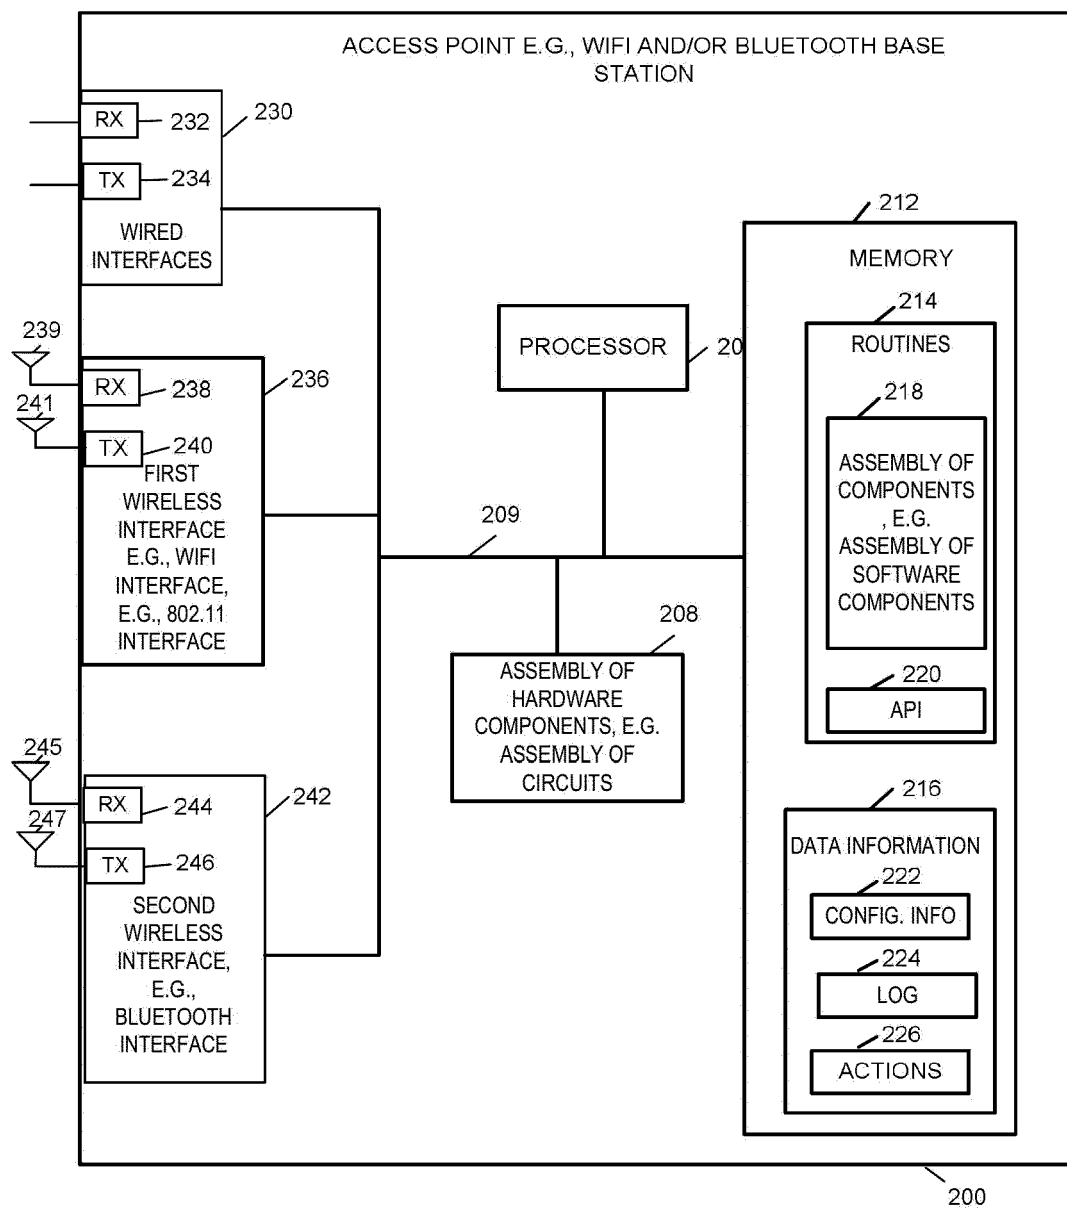 ACCESS POINT E.G., WIFI AND/OR BLUETOOTH BASE
STATION
RX
232
230
TX
234
WIRED
INTERFACES
239
RX
238
236
241
TX
240
FIRST
WIRELESS
INTERFACE
E.G., WIFI
INTERFACE,
E.G., 802.11
INTERFACE
245
RX
244
242
247
TX
246
SECOND
WIRELESS
INTERFACE,
E.G.,
BLUETOOTH
INTERFACE
PROCESSOR
20
209
208
ASSEMBLY OF
HARDWARE
COMPONENTS, E.G.
ASSEMBLY OF
CIRCUITS
212
MEMORY
214
ROUTINES
218
ASSEMBLY OF
COMPONENTS
, E.G.
ASSEMBLY OF
SOFTWARE
COMPONENTS
220
API
216
DATA INFORMATION
222
CONFIG. INFO
224
LOG
226
ACTIONS
200